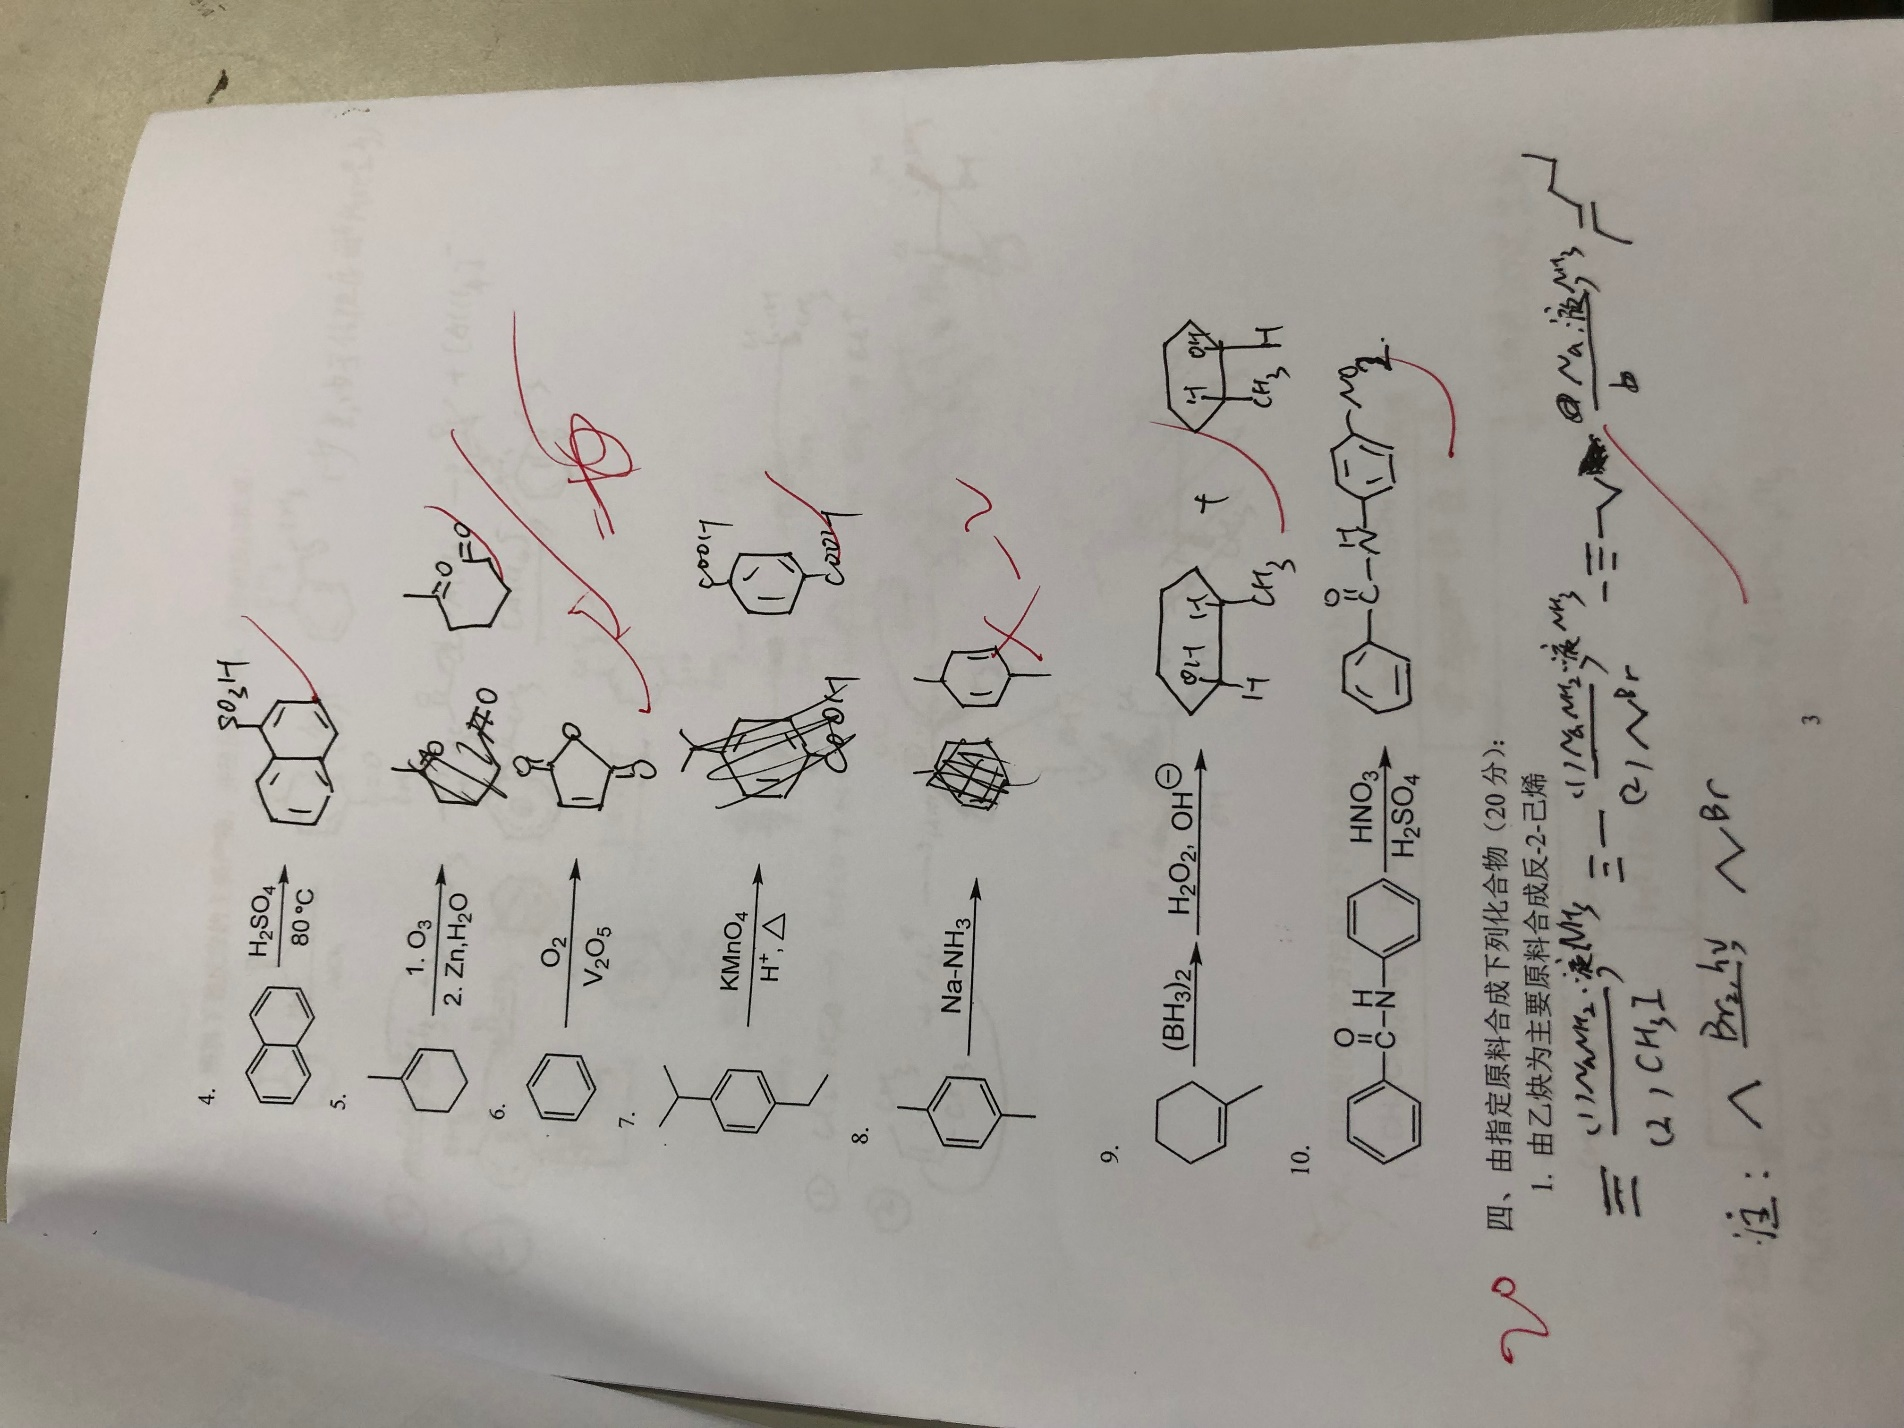 4.
H₂SO₄
80 ℃
SO₃H
5.
1. O₃
2. Zn,H₂O
O
O
6.
O₂
V₂O₅
O
O
O
7.
KMnO₄
H⁺, △
COOH
COOH
8.
Na-NH₃
9.
(BH₃)₂
H₂O₂, OH⊖
OH H
H CH₃
+
H OH
CH₃ H
10.
O H
C-N
HNO₃
H₂SO₄
O H
-C-N- -NO₂
20
四、由指定原料合成下列化合物（20 分）：
1. 由乙炔为主要原料合成反-2-己烯
≡ (1) NaNH₂, 液NH₃ ≡— (1) NaNH₂, 液NH₃ —≡— Na, 液NH₃
(2) CH₃I (2) Br
注： Br₂, hν Br
3